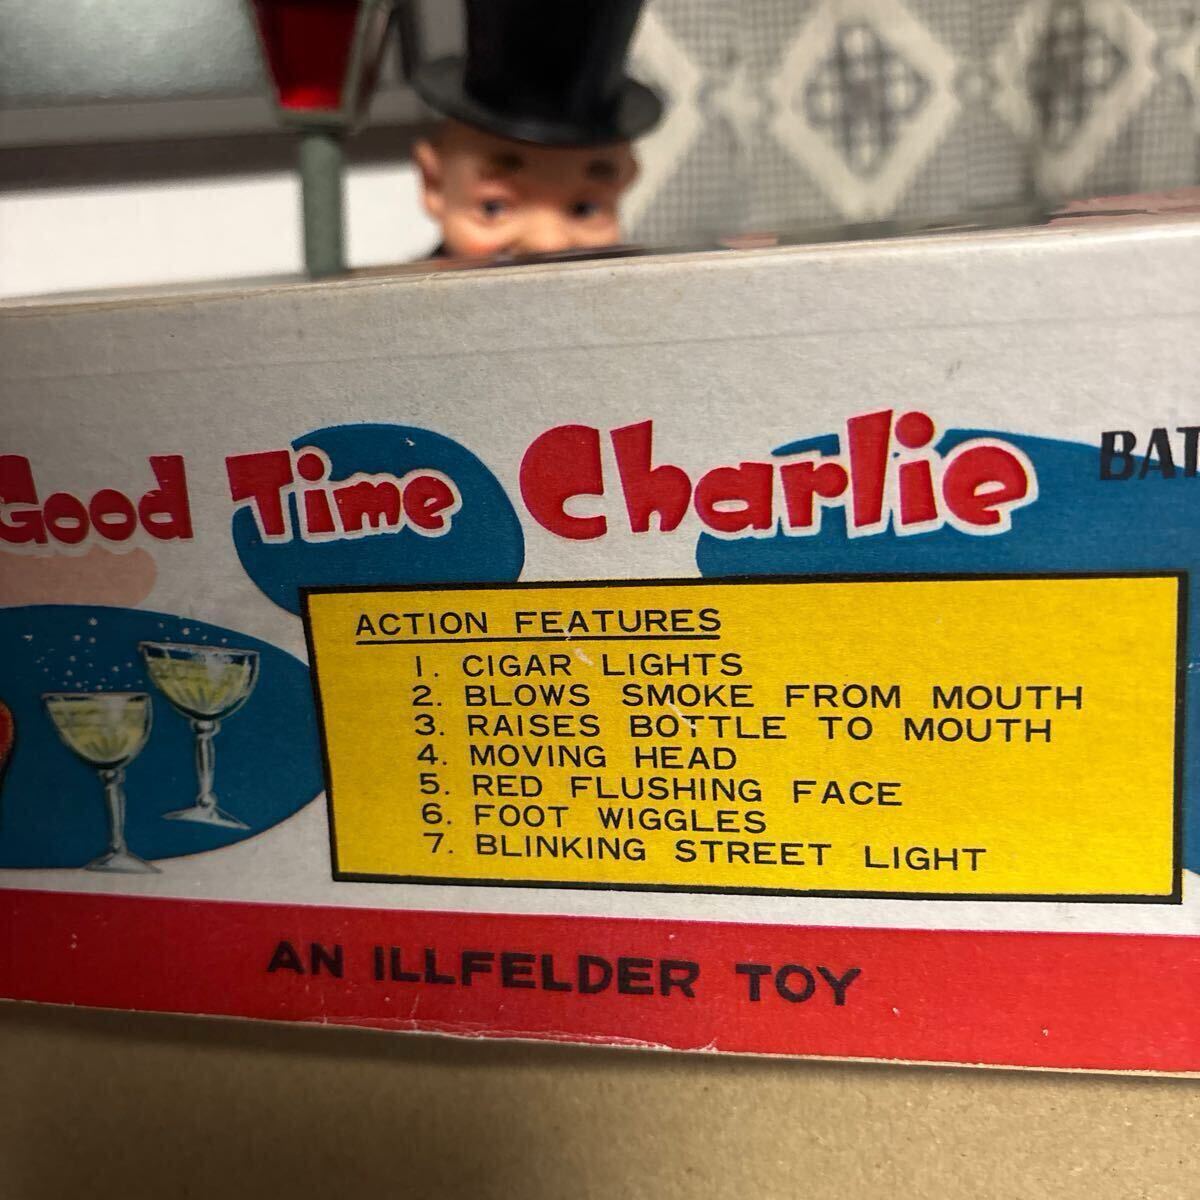 Good Time Charlie
BAT
ACTION FEATURES
1. CIGAR LIGHTS
2. BLOWS SMOKE FROM MOUTH
3. RAISES BOTTLE TO MOUTH
4. MOVING HEAD
5. RED FLUSHING FACE
6. FOOT WIGGLES
7. BLINKING STREET LIGHT
AN ILLFELDER TOY